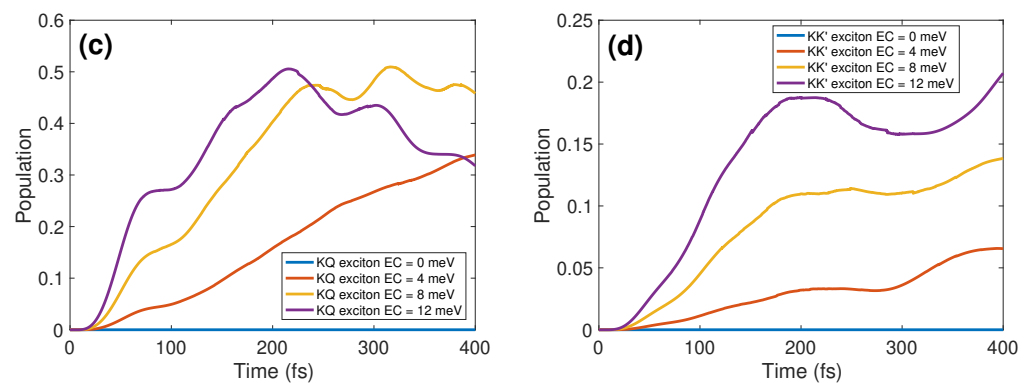 (c)
Population
0.6
0.5
0.4
0.3
0.2
0.1
0
KQ exciton EC = 0 meV
KQ exciton EC = 4 meV
KQ exciton EC = 8 meV
KQ exciton EC = 12 meV
0 100 200 300 400
Time (fs)
(d)
Population
0.25
0.2
0.15
0.1
0.05
0
KK' exciton EC = 0 meV
KK' exciton EC = 4 meV
KK' exciton EC = 8 meV
KK' exciton EC = 12 meV
0 100 200 300 400
Time (fs)